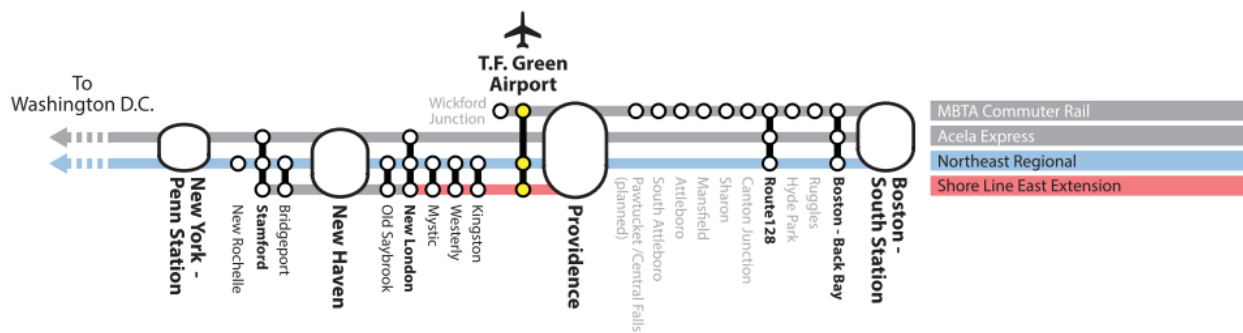 To
Washington D.C.
T.F. Green
Airport
Wickford
Junction
MBTA Commuter Rail
Acela Express
Northeast Regional
Shore Line East Extension
New York -
Penn Station
New Rochelle
Stamford
Bridgeport
New Haven
Old Saybrook
New London
Mystic
Westerly
Kingston
Providence
Pawtucket /Central Falls
(planned)
South Attleboro
Attleboro
Mansfield
Sharon
Canton Junction
Route128
Hyde Park
Ruggles
Boston - Back Bay
Boston -
South Station